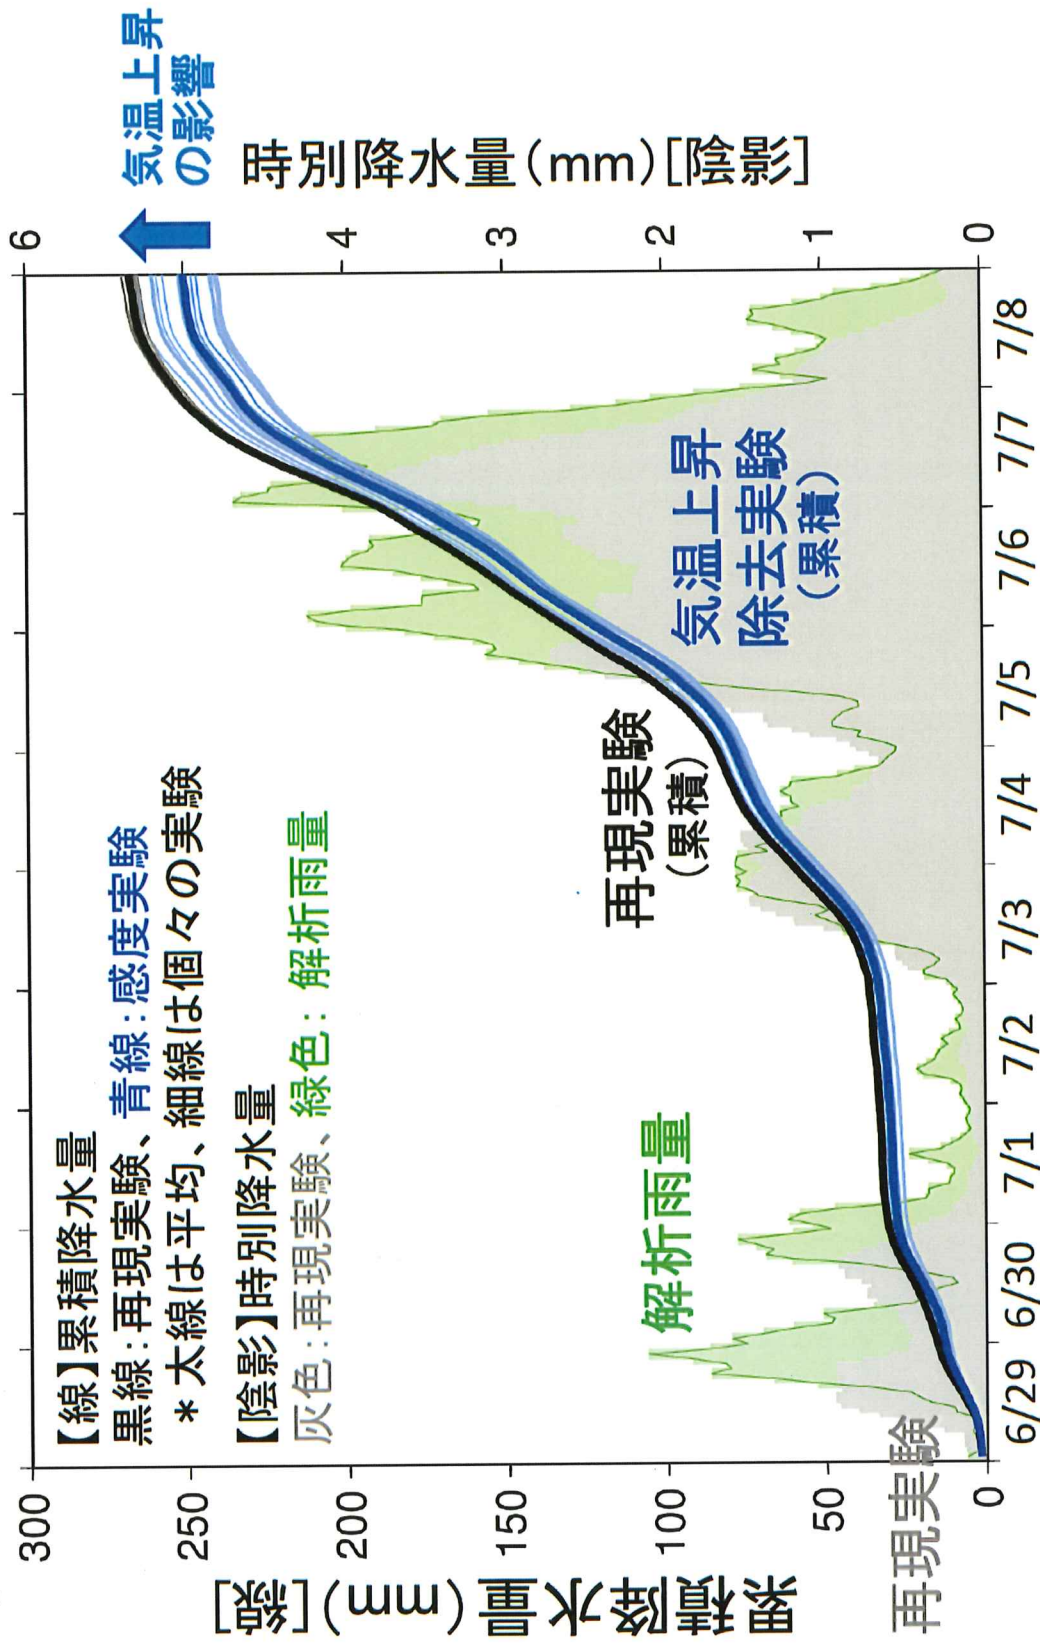 【線】累積降水量
黒線:再現実験、青線:感度実験
*太線は平均、細線は個々の実験
【陰影】時別降水量
灰色:再現実験、緑色:解析雨量
気温上昇
の影響
累積降水量(mm)[線]
300
250
200
150
100
50
0
時別降水量(mm)[陰影]
6
4
3
2
1
0
解析雨量
再現実験
(累積)
気温上昇
除去実験
(累積)
再現実験
6/29 6/30 7/1 7/2 7/3 7/4 7/5 7/6 7/7 7/8